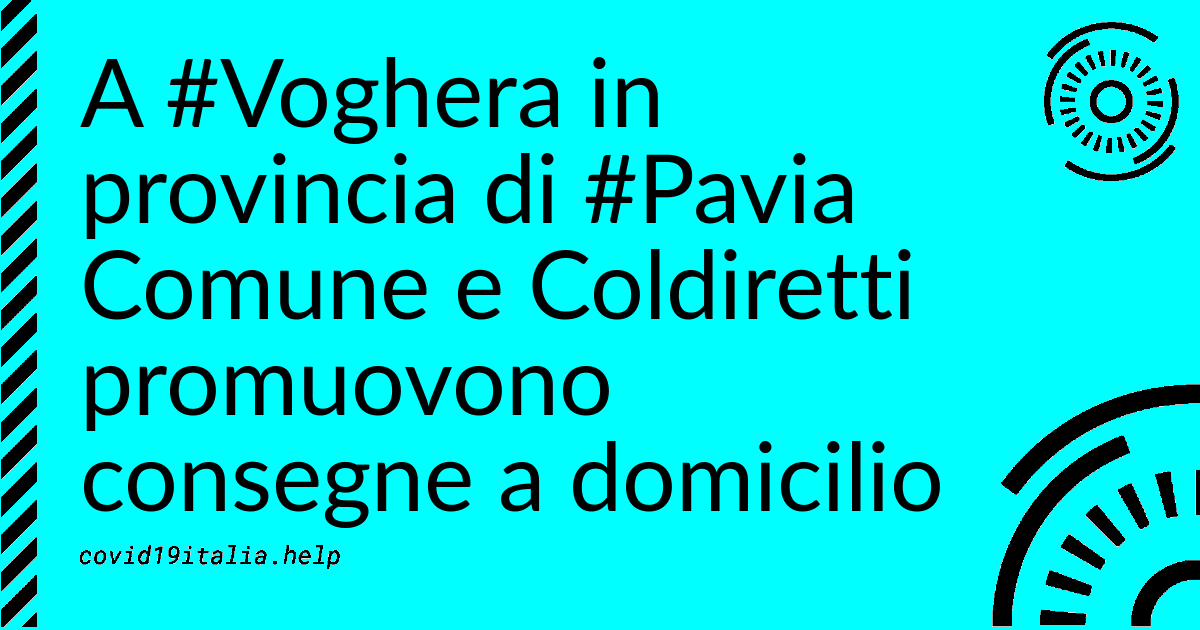 A #Voghera in
provincia di #Pavia
Comune e Coldiretti
promuovono
consegne a domicilio
covid19italia.help